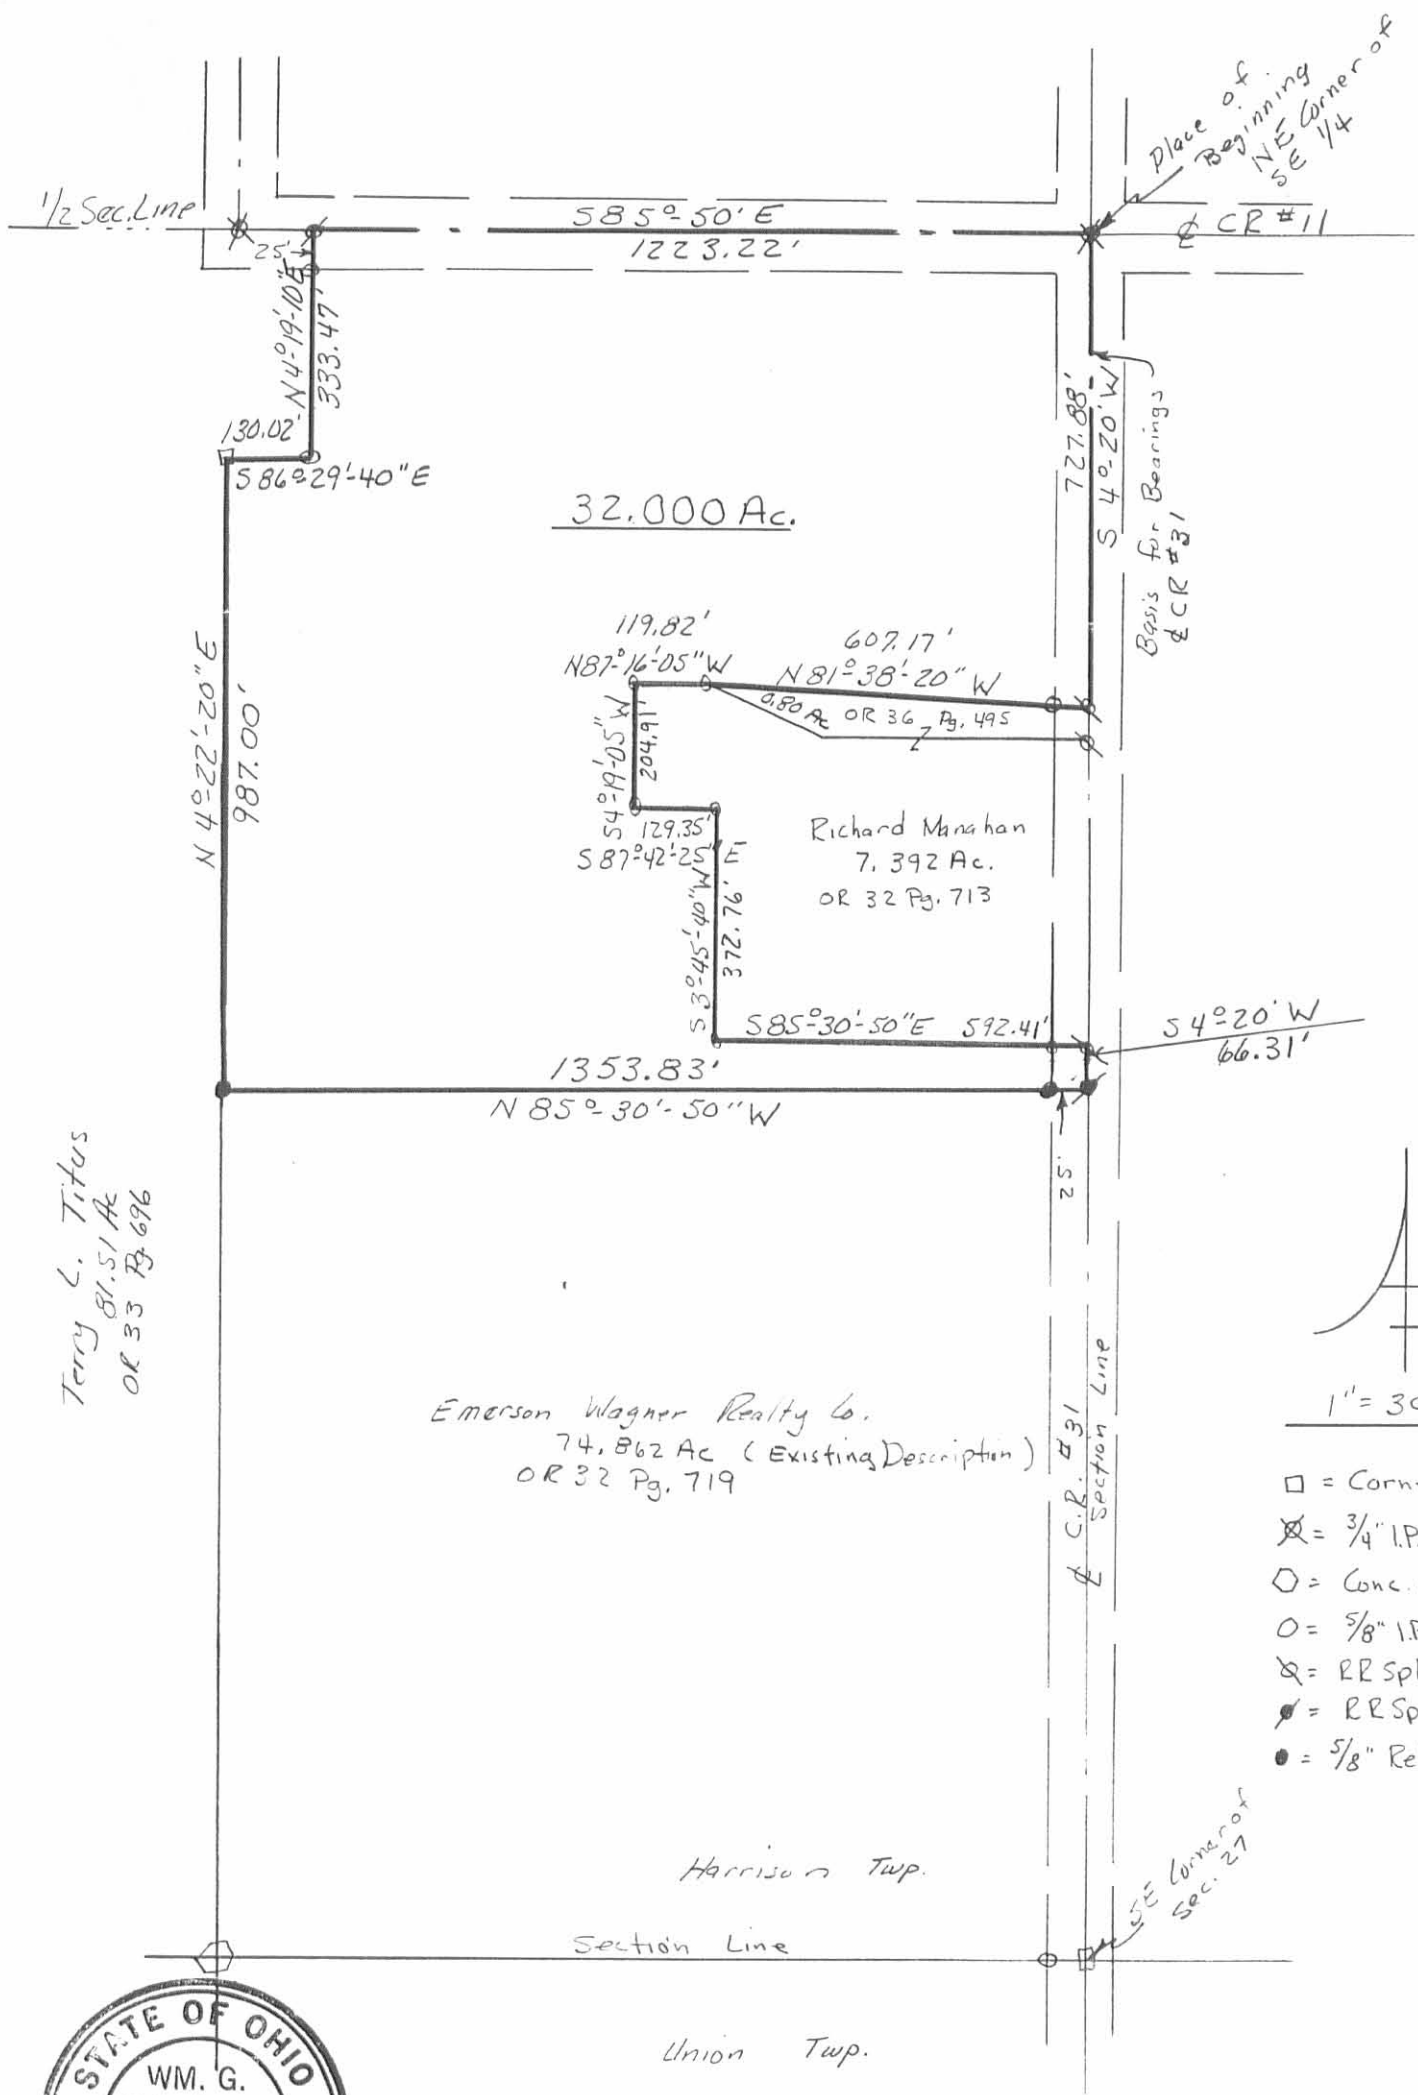 Place of
Beginning
NE Corner of
SE 1/4
1/2 Sec. Line
S 85°-50' E
1223.22'
℄ CR #11
25'
N 4°-19'-10" E
333.47'
130.02'
S 86°-29'-40" E
32.000 Ac.
727.88'
S 4°-20' W
Basis for Bearings
℄ CR #31
119.82'
N 87°-16'-05" W
607.17'
N 81°-38'-20" W
0.80 Ac OR 36 Pg. 495
N 4°-22'-20" E
987.00'
S 4°-19'-05" W
204.91'
129.35'
S 87°-42'-25" E
Richard Manahan
7.392 Ac.
OR 32 Pg. 713
S 3°-45'-40" W
372.76'
S 85°-30'-50" E 592.41'
S 4°-20' W
66.31'
1353.83'
N 85°-30'-50" W
25'
Terry L. Titus
81.51 Ac
OR 33 Pg 696
Emerson Wagner Realty Co.
74.862 Ac (Existing Description)
OR 32 Pg. 719
℄ C.R. #31
Section Line
1" = 30
□ = Corn
= 3/4" I.P.
⬡ = Conc.
O = 5/8" I.P
= RR Sp
= RR Sp
● = 5/8" Re
Harrison Twp.
SE Corner of
Sec. 27
Section Line
Union Twp.
STATE OF OHIO
WM. G.